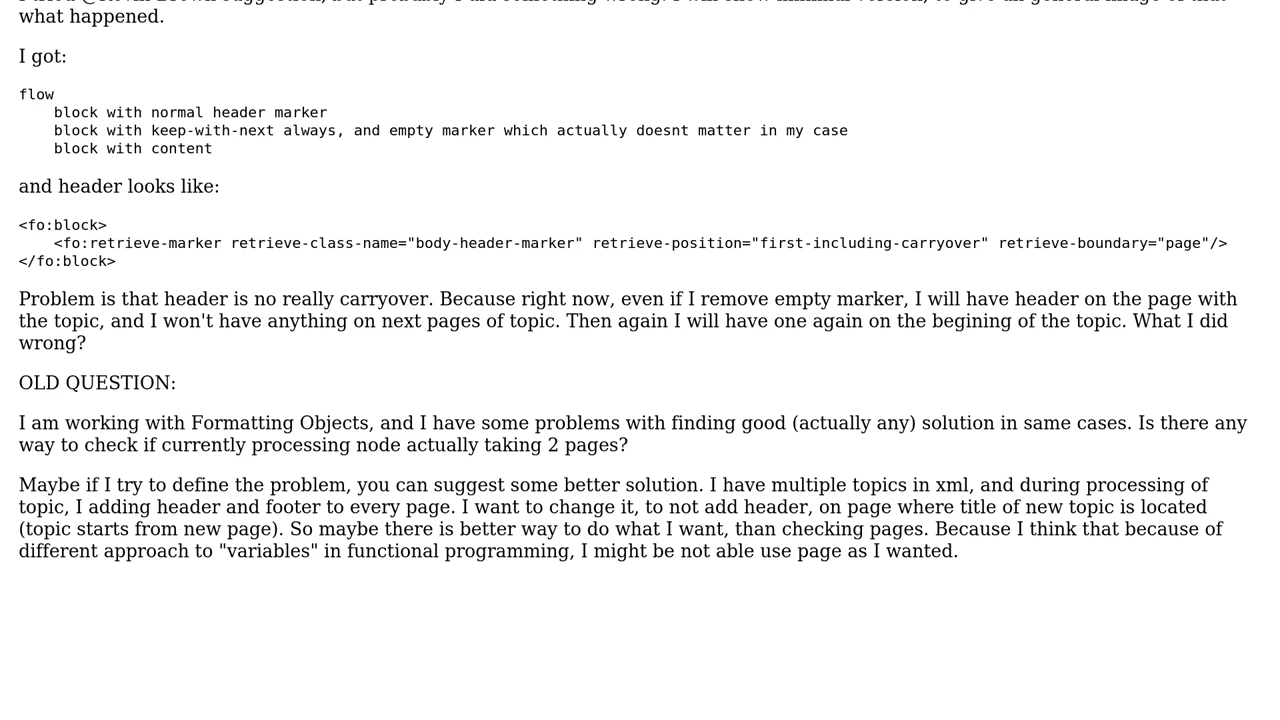 what happened.
I got:
flow
    block with normal header marker
    block with keep-with-next always, and empty marker which actually doesnt matter in my case
    block with content
and header looks like:
<fo:block>
    <fo:retrieve-marker retrieve-class-name="body-header-marker" retrieve-position="first-including-carryover" retrieve-boundary="page"/>
</fo:block>
Problem is that header is no really carryover. Because right now, even if I remove empty marker, I will have header on the page with
the topic, and I won't have anything on next pages of topic. Then again I will have one again on the begining of the topic. What I did
wrong?
OLD QUESTION:
I am working with Formatting Objects, and I have some problems with finding good (actually any) solution in same cases. Is there any
way to check if currently processing node actually taking 2 pages?
Maybe if I try to define the problem, you can suggest some better solution. I have multiple topics in xml, and during processing of
topic, I adding header and footer to every page. I want to change it, to not add header, on page where title of new topic is located
(topic starts from new page). So maybe there is better way to do what I want, than checking pages. Because I think that because of
different approach to "variables" in functional programming, I might be not able use page as I wanted.